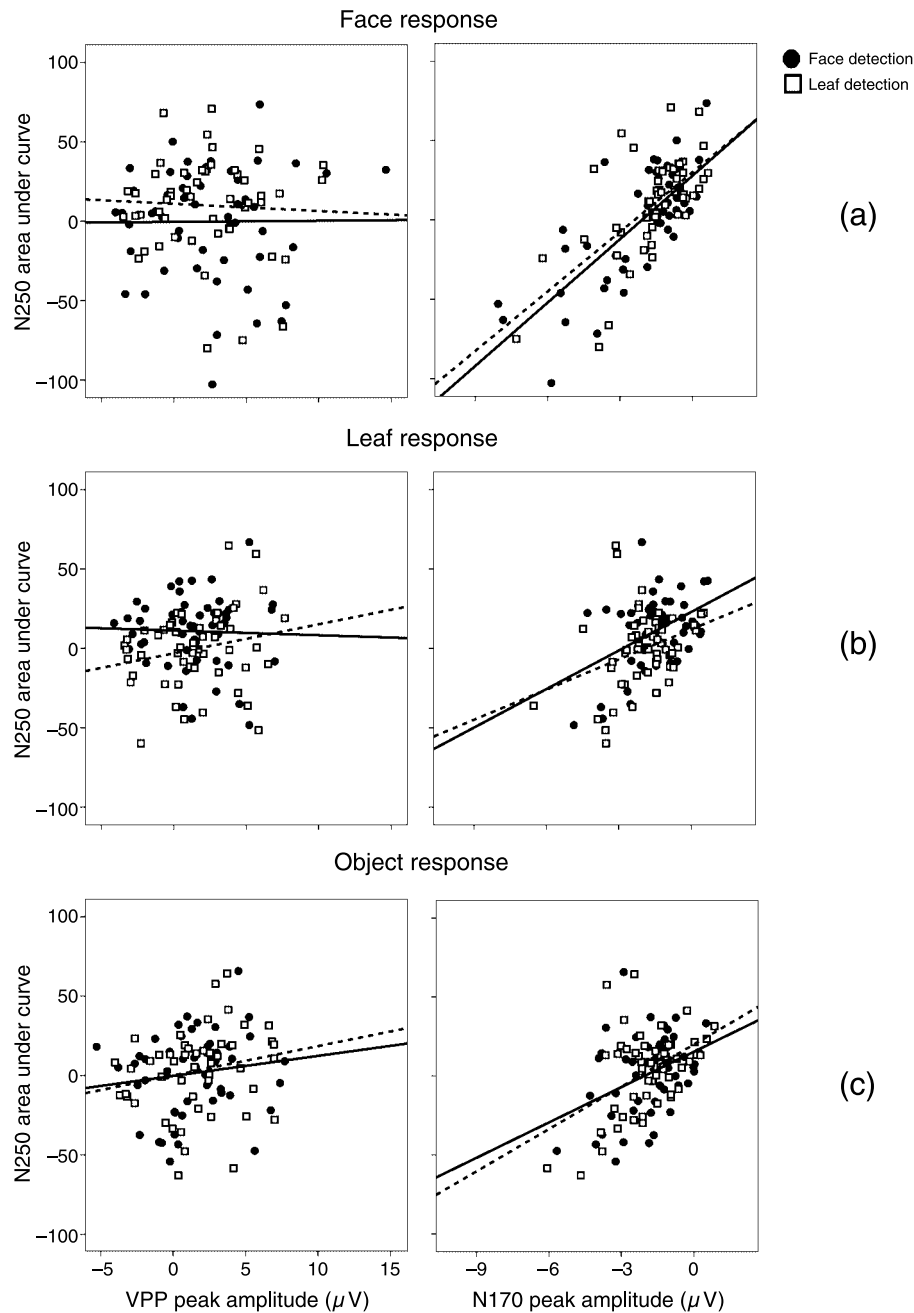 Face response
Face detection
Leaf detection
100
50
0
−50
−100
N250 area under curve
(a)
Leaf response
100
50
0
−50
−100
N250 area under curve
(b)
Object response
100
50
0
−50
−100
N250 area under curve
(c)
−5 0 5 10 15
−9 −6 −3 0
VPP peak amplitude (μV)
N170 peak amplitude (μV)